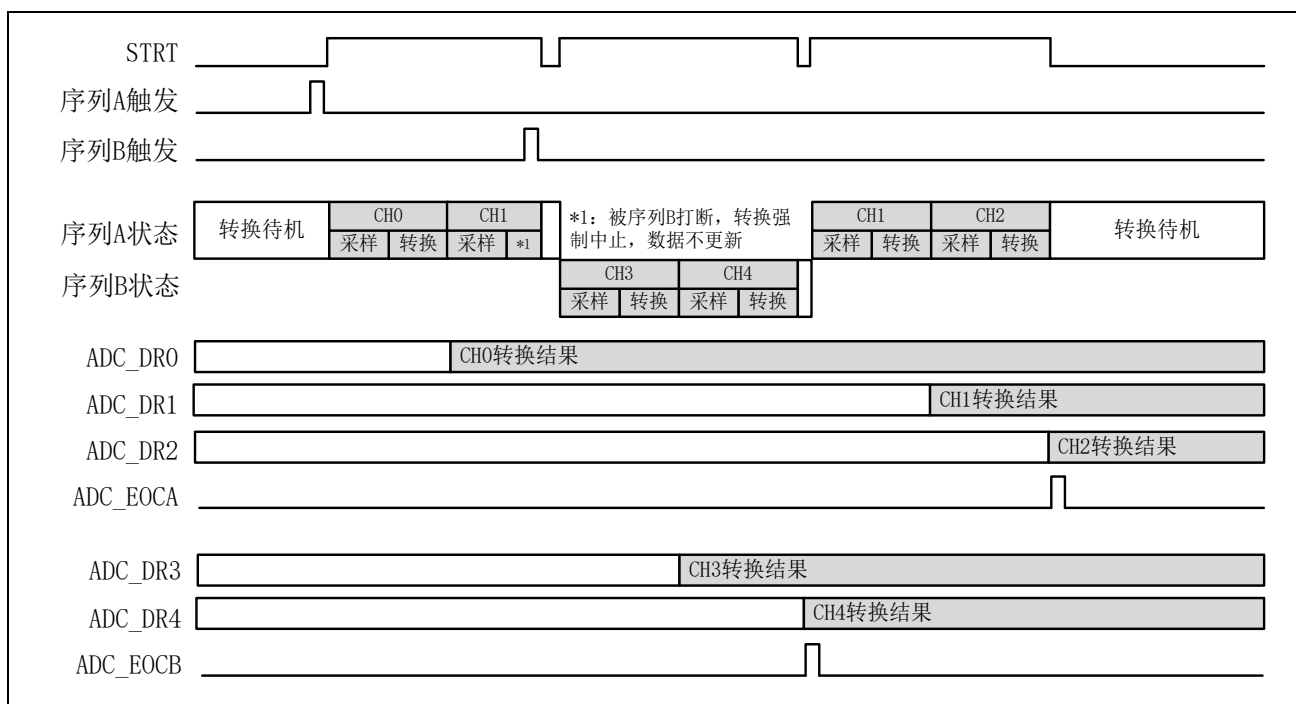 STRT
序列A触发
序列B触发
序列A状态
转换待机
CH0
CH1
采样
转换
采样
*1
*1: 被序列B打断，转换强
制中止，数据不更新
CH1
CH2
采样
转换
采样
转换
转换待机
序列B状态
CH3
CH4
采样
转换
采样
转换
ADC_DR0
CH0转换结果
ADC_DR1
CH1转换结果
ADC_DR2
CH2转换结果
ADC_EOCA
ADC_DR3
CH3转换结果
ADC_DR4
CH4转换结果
ADC_EOCB